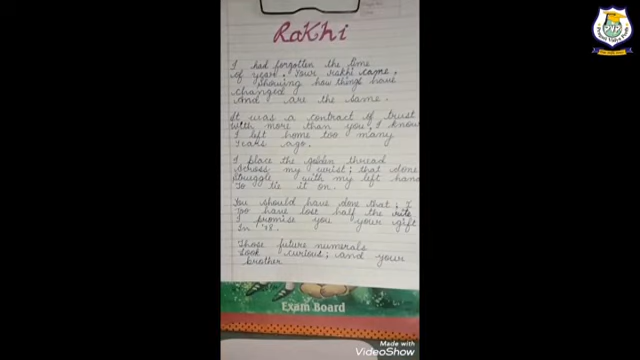 Rakhi
I had forgotten the time
of year. Your rakhi came.
Showing how things have
changed
And are the same.
It was a contract of trust
With more than you. I know
I left home too many
Years ago.
I place the golden thread
Across my wrist; that done
Struggle with my left hand
To tie it on.
You should have done that; I
Too have lost half the rite
I promise you your gift
In '98.
Those future numerals
Look curious; and your
brother
Exam Board
Made with
VideoShow